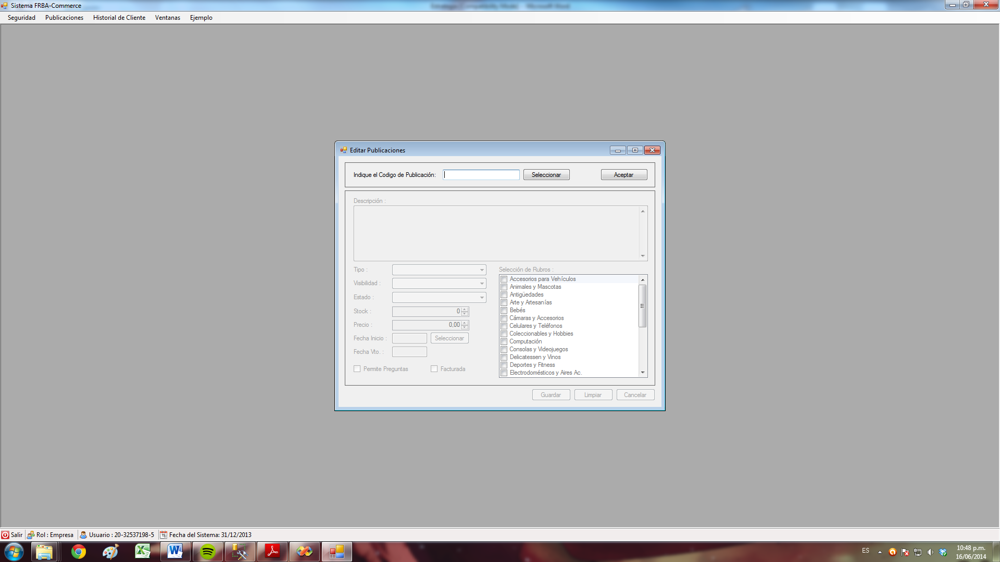 Sistema FRBA-Commerce
Seguridad Publicaciones Historial de Cliente Ventanas Ejemplo
Editar Publicaciones
Indique el Codigo de Publicación: Seleccionar Aceptar
Descripción :
Tipo :
Visibilidad :
Estado :
Stock : 0
Precio : 0,00
Fecha Inicio : Seleccionar
Fecha Vto. :
Permite Preguntas Facturada
Selección de Rubros :
Accesorios para Vehículos
Animales y Mascotas
Antigüedades
Arte y Artesanías
Bebés
Cámaras y Accesorios
Celulares y Teléfonos
Coleccionables y Hobbies
Computación
Consolas y Videojuegos
Delicatessen y Vinos
Deportes y Fitness
Electrodomésticos y Aires Ac.
Guardar Limpiar Cancelar
Salir Rol : Empresa Usuario : 20-32537198-5 Fecha del Sistema: 31/12/2013
ES 10:48 p.m.
16/06/2014